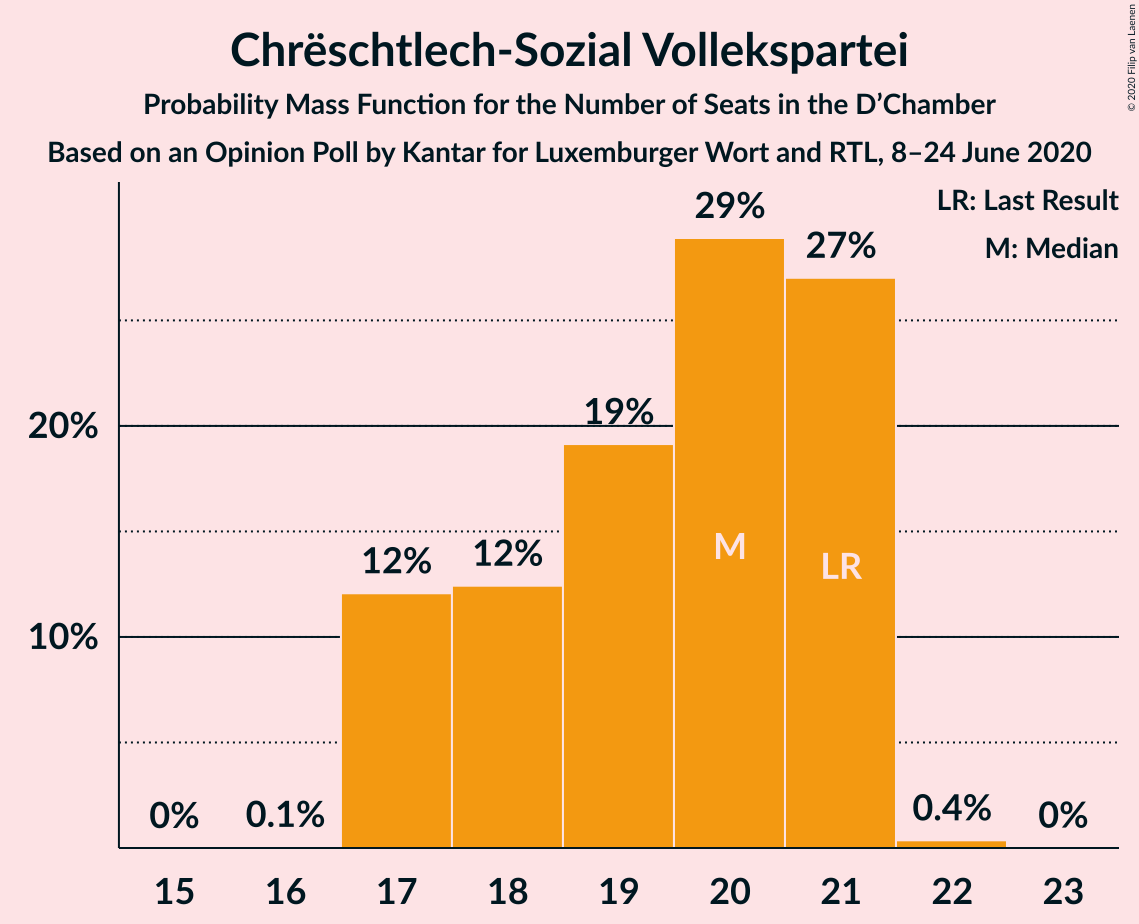 Chrëschtlech-Sozial Vollekspartei
Probability Mass Function for the Number of Seats in the D’Chamber
Based on an Opinion Poll by Kantar for Luxemburger Wort and RTL, 8–24 June 2020
© 2020 Filip van Laenen
LR: Last Result
M: Median
29%
27%
20%
19%
12%
12%
M
LR
10%
0%
0.1%
0.4%
0%
15 16 17 18 19 20 21 22 23